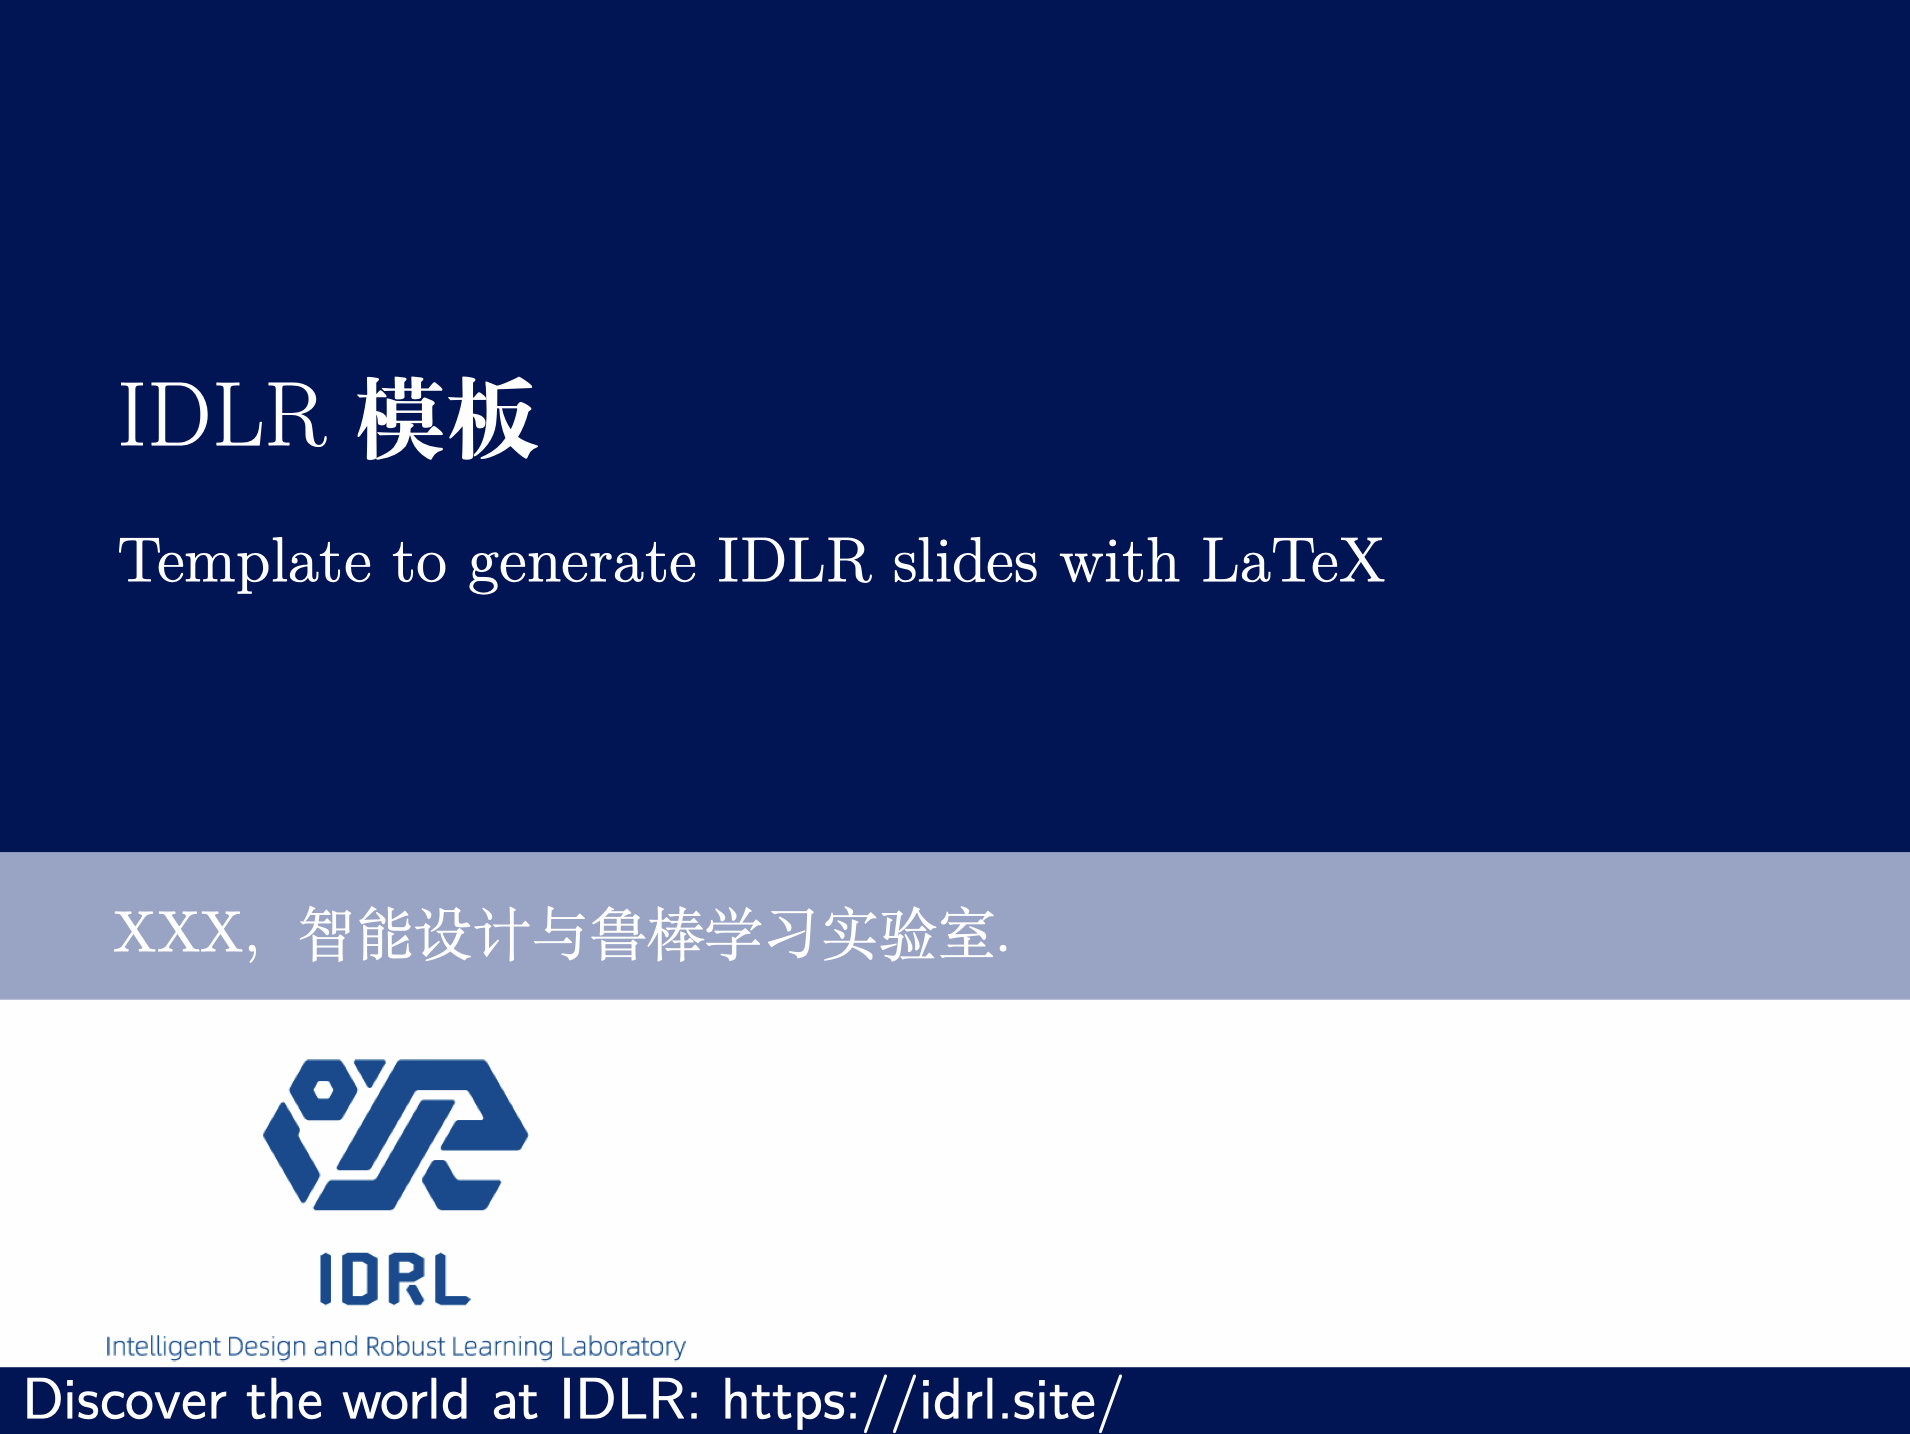 IDLR 模板
Template to generate IDLR slides with LaTeX
XXX, 智能设计与鲁棒学习实验室.
IDRL
Intelligent Design and Robust Learning Laboratory
Discover the world at IDLR: https://idrl.site/